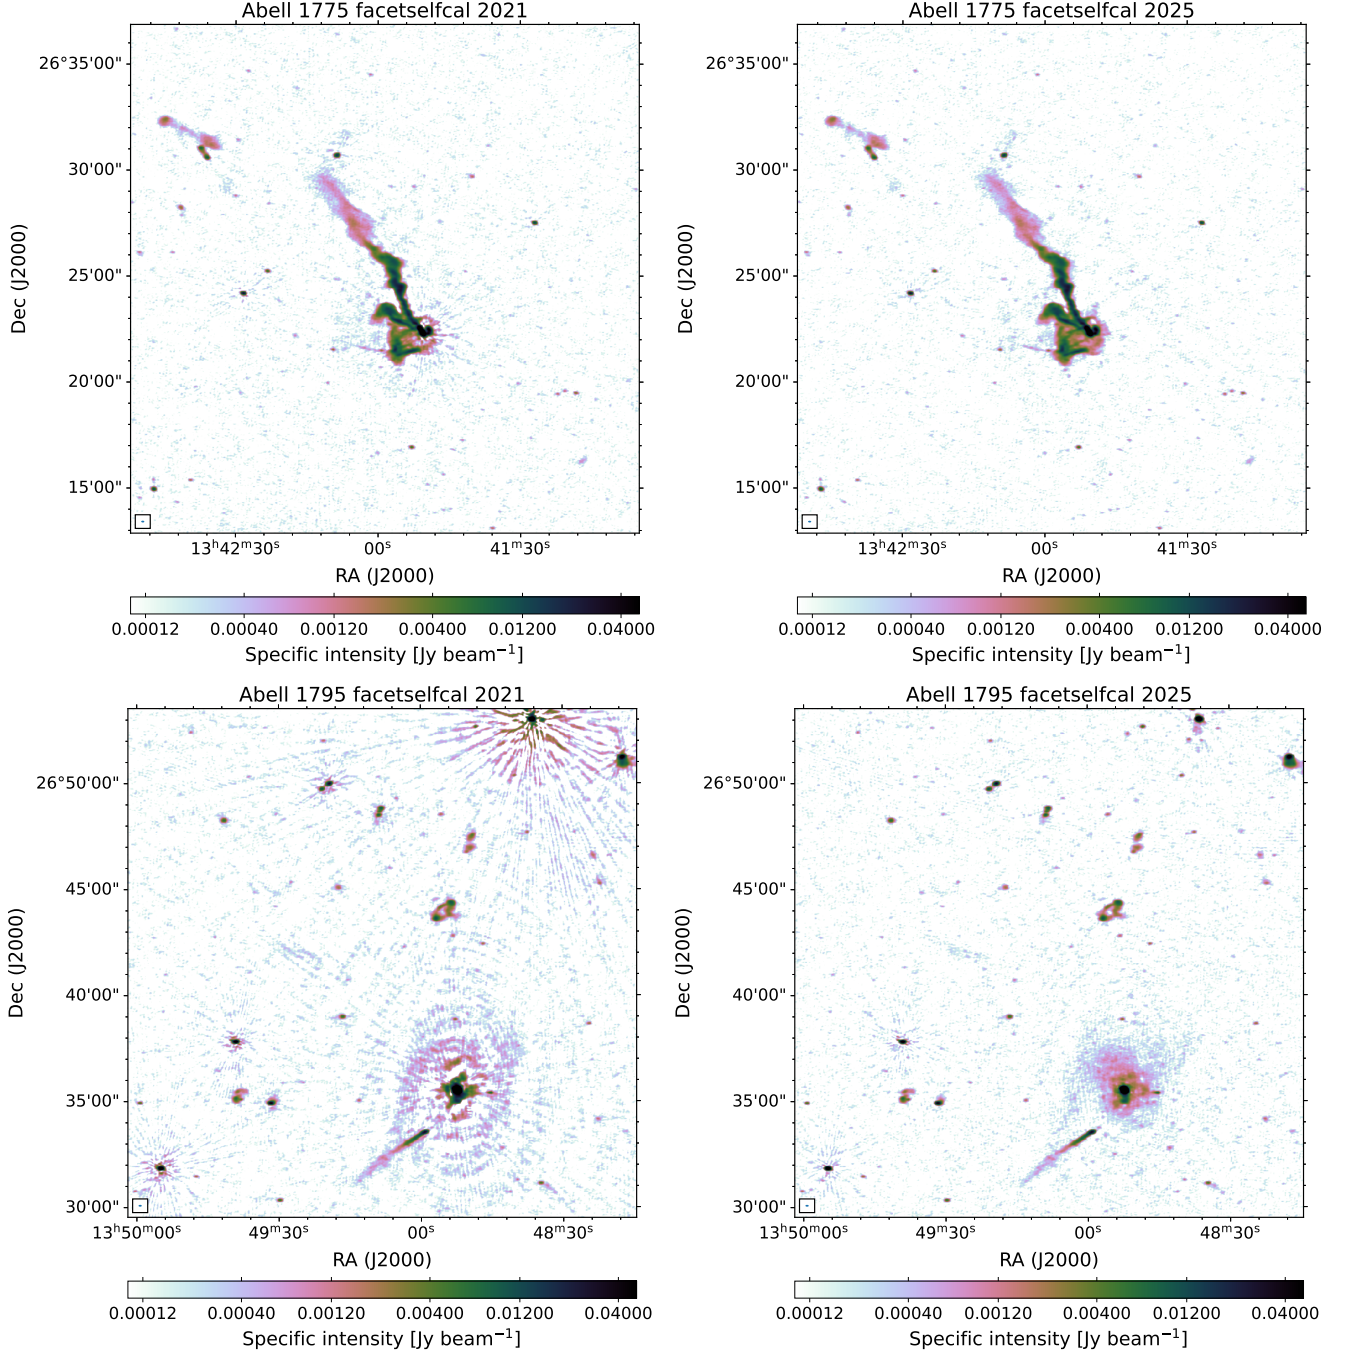 Abell 1775 facetselfcal 2021
Abell 1775 facetselfcal 2025
26°35'00"
30'00"
25'00"
20'00"
15'00"
Dec (J2000)
13ʰ42ᵐ30ˢ 00ˢ 41ᵐ30ˢ
RA (J2000)
0.00012 0.00040 0.00120 0.00400 0.01200 0.04000
Specific intensity [Jy beam⁻¹]
26°35'00"
30'00"
25'00"
20'00"
15'00"
Dec (J2000)
13ʰ42ᵐ30ˢ 00ˢ 41ᵐ30ˢ
RA (J2000)
0.00012 0.00040 0.00120 0.00400 0.01200 0.04000
Specific intensity [Jy beam⁻¹]
Abell 1795 facetselfcal 2021
Abell 1795 facetselfcal 2025
26°50'00"
45'00"
40'00"
35'00"
30'00"
Dec (J2000)
13ʰ50ᵐ00ˢ 49ᵐ30ˢ 00ˢ 48ᵐ30ˢ
RA (J2000)
0.00012 0.00040 0.00120 0.00400 0.01200 0.04000
Specific intensity [Jy beam⁻¹]
26°50'00"
45'00"
40'00"
35'00"
30'00"
Dec (J2000)
13ʰ50ᵐ00ˢ 49ᵐ30ˢ 00ˢ 48ᵐ30ˢ
RA (J2000)
0.00012 0.00040 0.00120 0.00400 0.01200 0.04000
Specific intensity [Jy beam⁻¹]